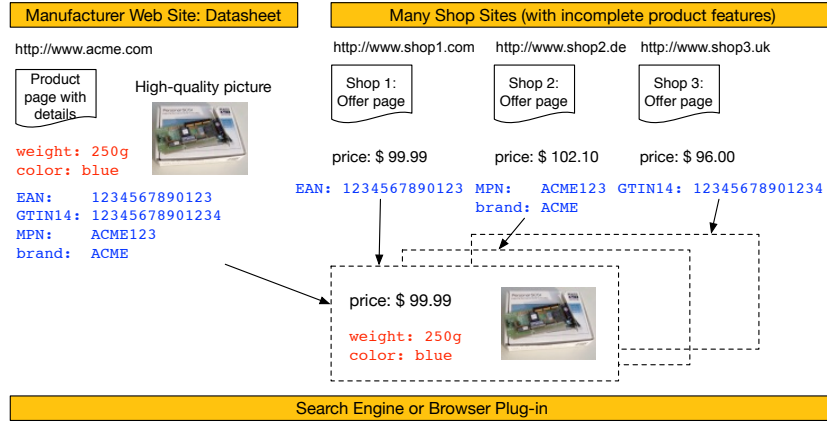 Manufacturer Web Site: Datasheet
Many Shop Sites (with incomplete product features)
http://www.acme.com
Product page with details
High-quality picture
weight: 250g
color: blue
EAN: 1234567890123
GTIN14: 12345678901234
MPN: ACME123
brand: ACME
http://www.shop1.com
http://www.shop2.de
http://www.shop3.uk
Shop 1:
Offer page
Shop 2:
Offer page
Shop 3:
Offer page
price: $ 99.99
price: $ 102.10
price: $ 96.00
EAN: 1234567890123
MPN: ACME123
brand: ACME
GTIN14: 12345678901234
price: $ 99.99
weight: 250g
color: blue
Search Engine or Browser Plug-in